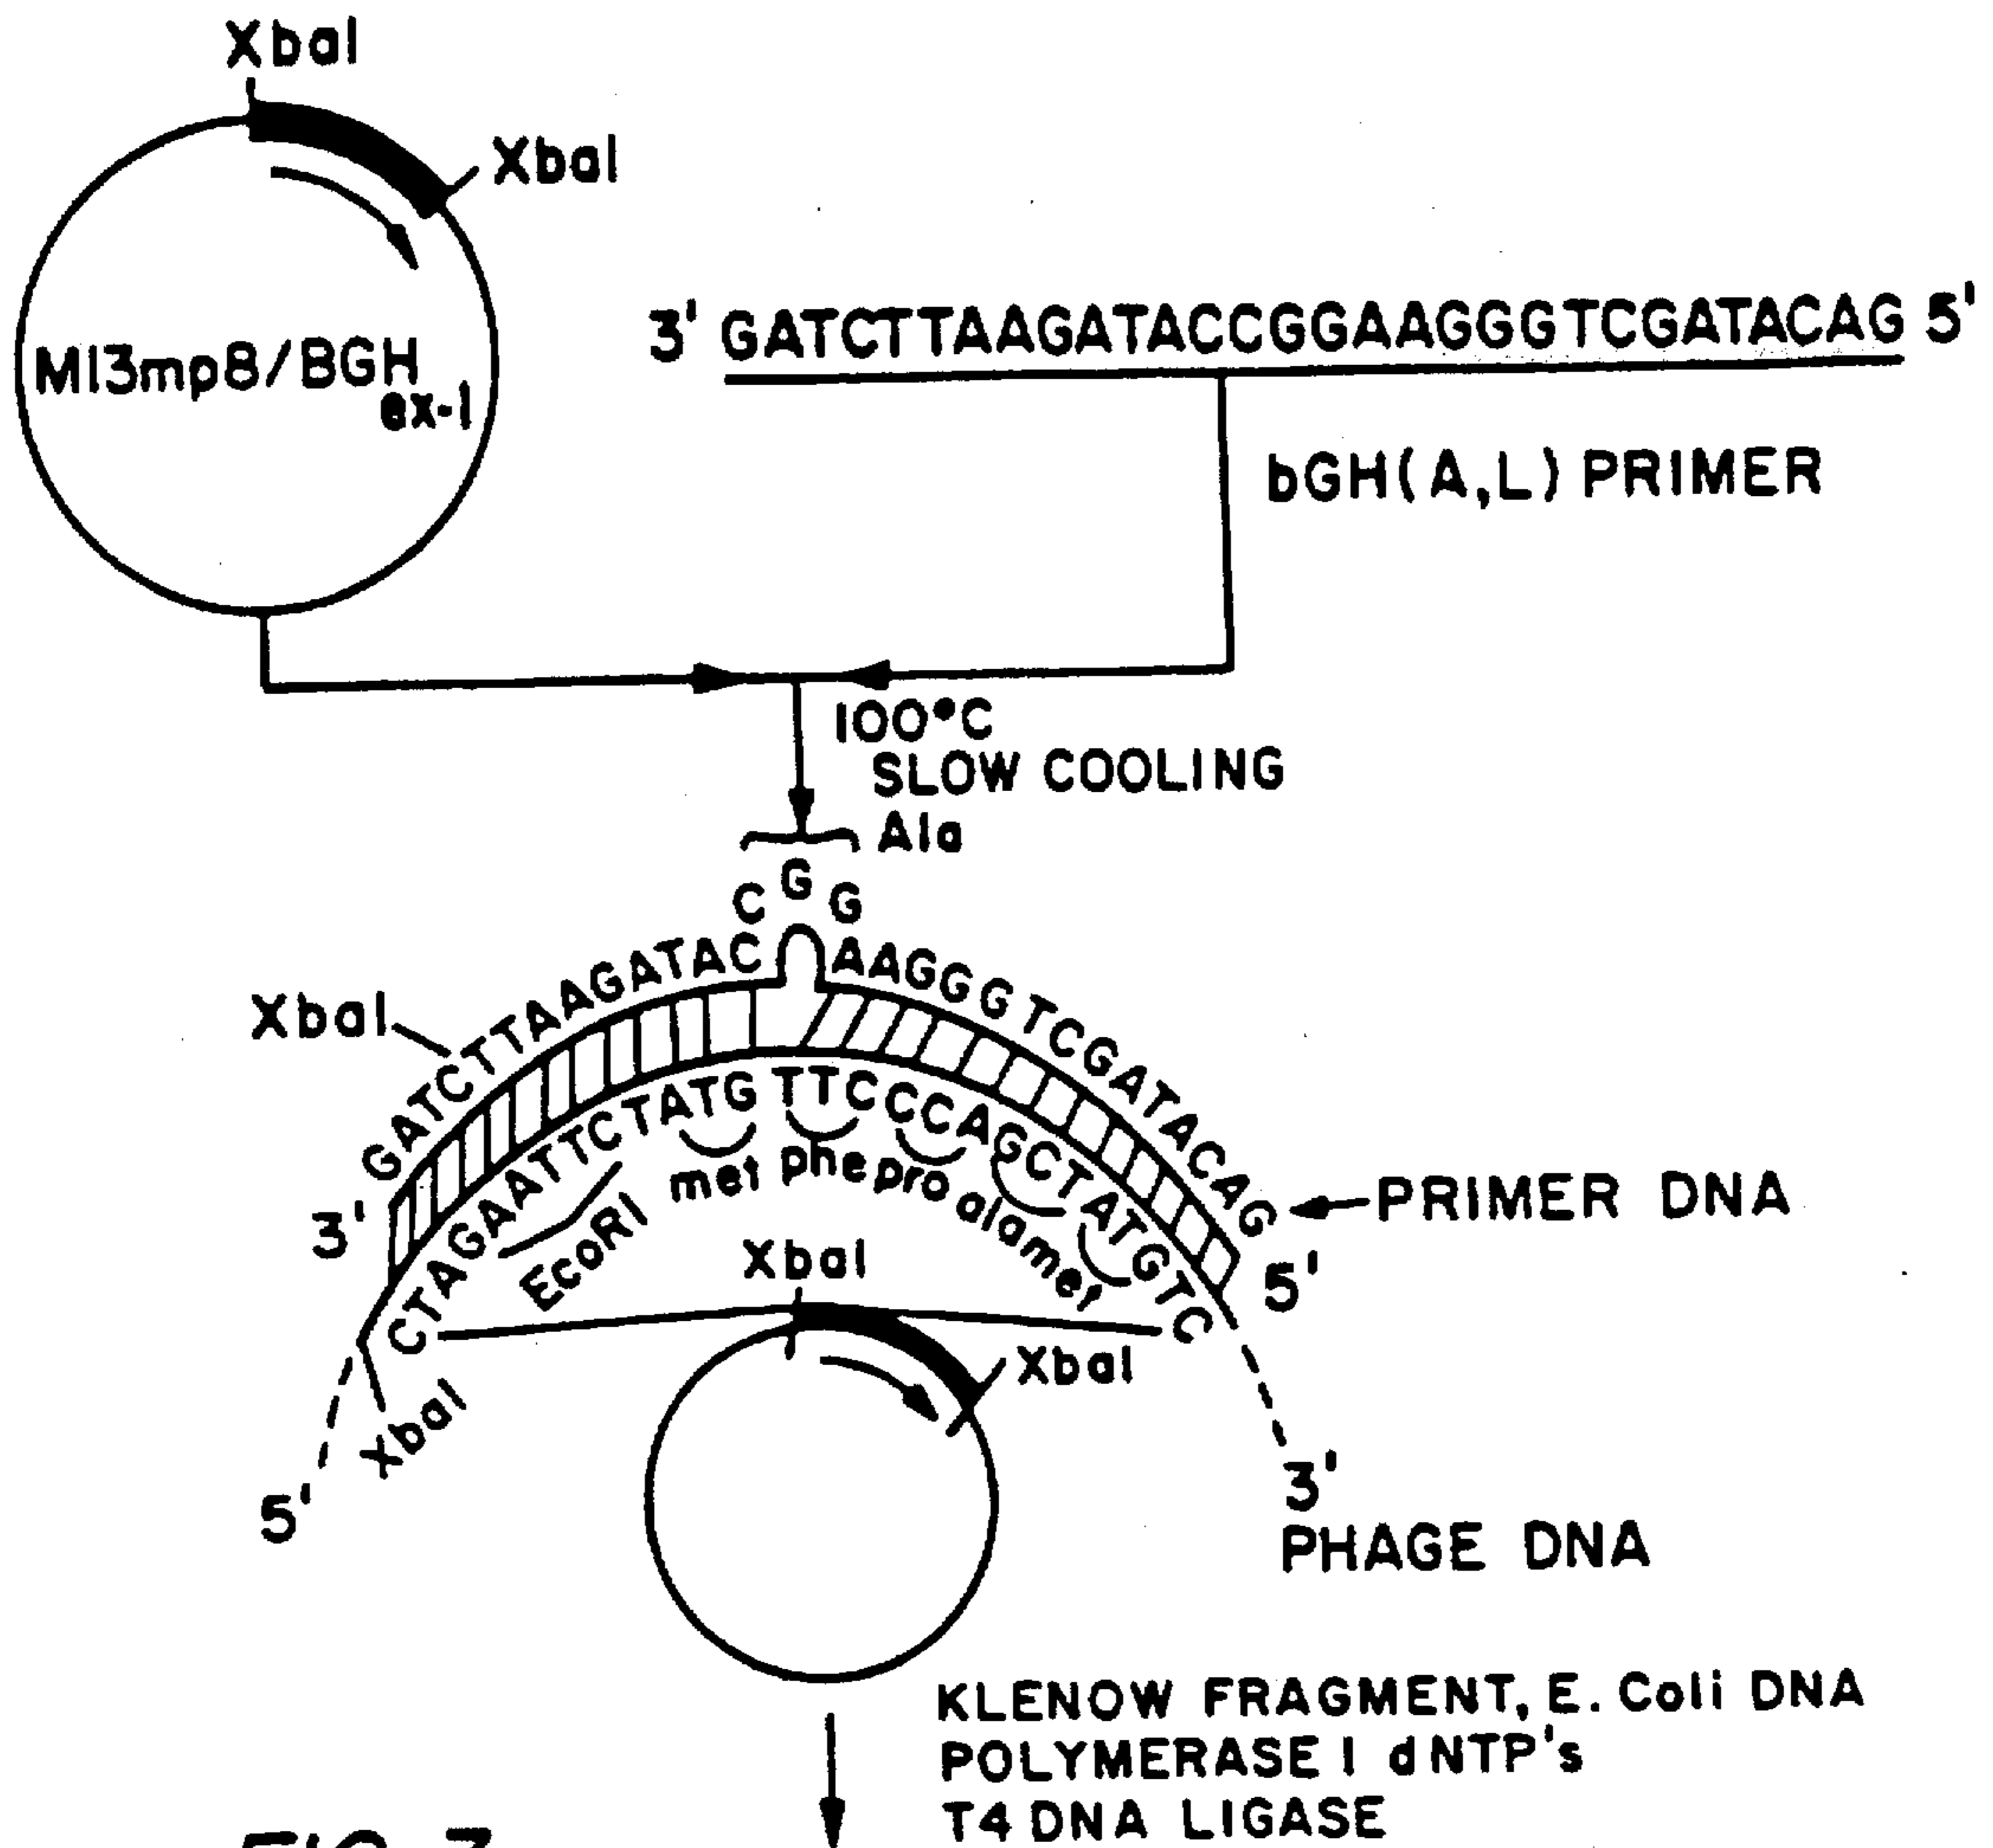 XbaI
XbaI
M13mp8/BGH
ex-1
3' GATCTTAAGATACCGGAAGGGTCGATACAG 5'
bGH(A,L) PRIMER
100°C
SLOW COOLING
Ala
C G G
GATCTTAAGATAC AAGGGTCGATACAG
XbaI
3'
CTAGAATTCTATG TTCCCAGCTATGTC
EcoRI met phe pro ala met
PRIMER DNA
5'
XbaI
XbaI
XbaI
5'
3'
PHAGE DNA
KLENOW FRAGMENT, E. Coli DNA
POLYMERASE I dNTP's
T4 DNA LIGASE